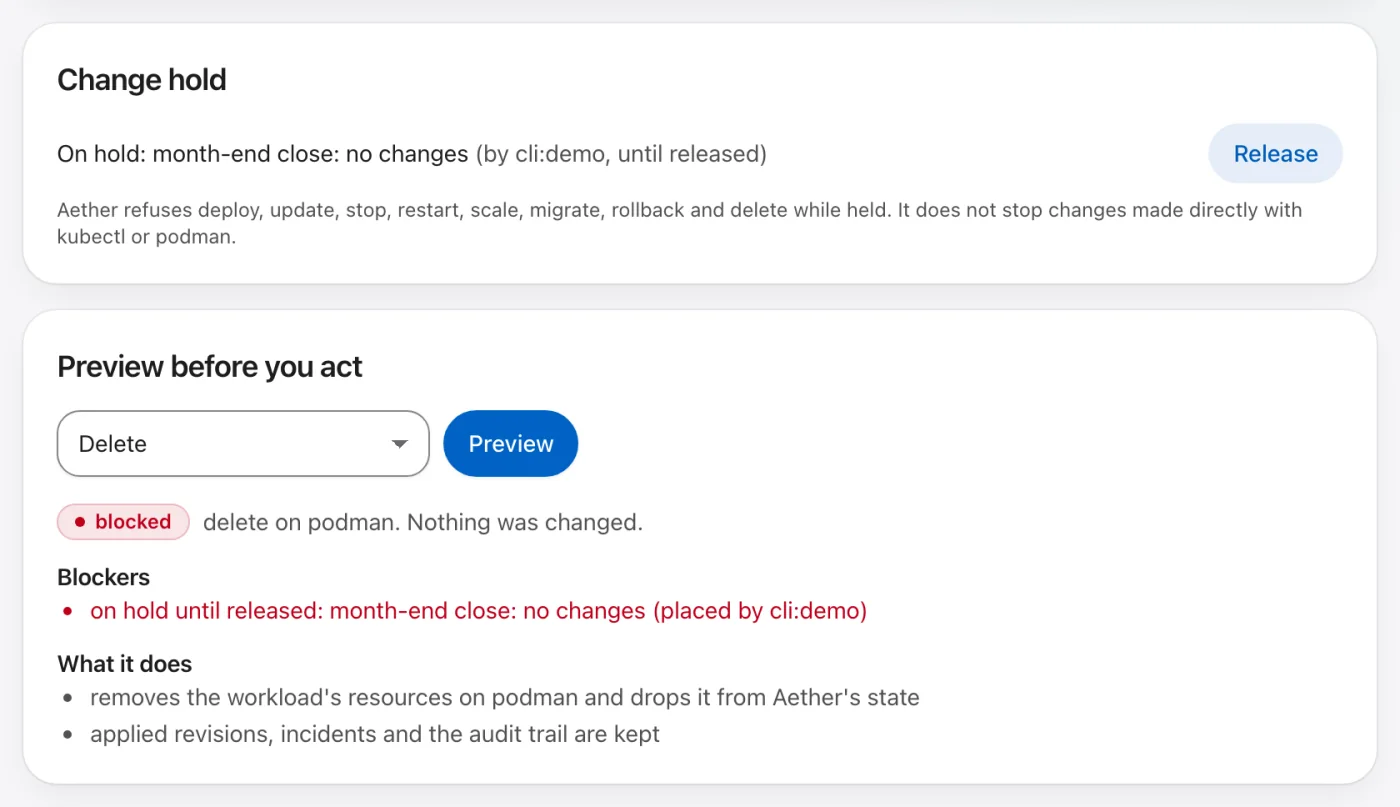 Change hold
On hold: month-end close: no changes (by cli:demo, until released)
Release
Aether refuses deploy, update, stop, restart, scale, migrate, rollback and delete while held. It does not stop changes made directly with
kubectl or podman.
Preview before you act
Delete
Preview
blocked
delete on podman. Nothing was changed.
Blockers
• on hold until released: month-end close: no changes (placed by cli:demo)
What it does
• removes the workload's resources on podman and drops it from Aether's state
• applied revisions, incidents and the audit trail are kept